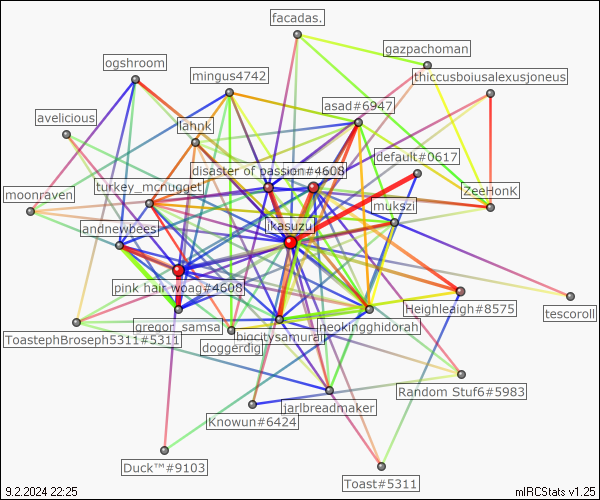 facadas.
gazpachoman
ogshroom
mingus4742
thiccusboiusalexusjoneus
asad#6947
avelicious
lahnk
default#0617
disaster of passion#4608
turkey_mcnugget
ZeeHonK
moonraven
mukszi
andnewbees
jkasuzu
pink hair woag#4608
Heighleaigh#8575
tescoroll
gregor_samsa
neokingghidorah
ToastephBroseph5311#5311
bigcitysamurai
doggerdig
Random Stuf6#5983
jarlbreadmaker
Knowun#6424
Duck™#9103
Toast#5311
9.2.2024 22:25
mIRCStats v1.25